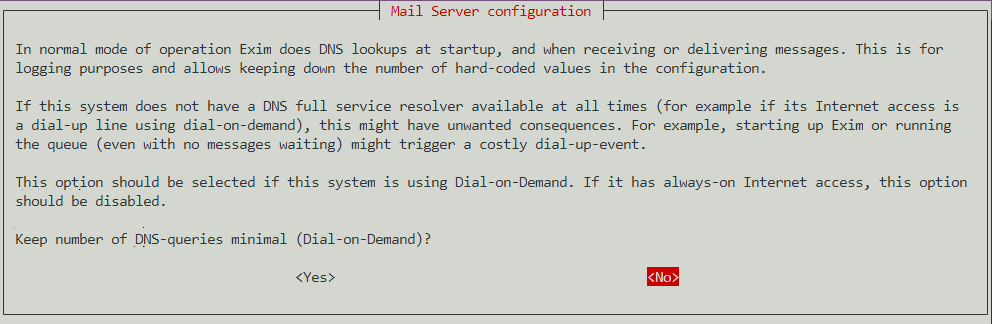 Mail Server configuration
In normal mode of operation Exim does DNS lookups at startup, and when receiving or delivering messages. This is for
logging purposes and allows keeping down the number of hard-coded values in the configuration.
If this system does not have a DNS full service resolver available at all times (for example if its Internet access is
a dial-up line using dial-on-demand), this might have unwanted consequences. For example, starting up Exim or running
the queue (even with no messages waiting) might trigger a costly dial-up-event.
This option should be selected if this system is using Dial-on-Demand. If it has always-on Internet access, this option
should be disabled.
Keep number of DNS-queries minimal (Dial-on-Demand)?
<Yes> <No>